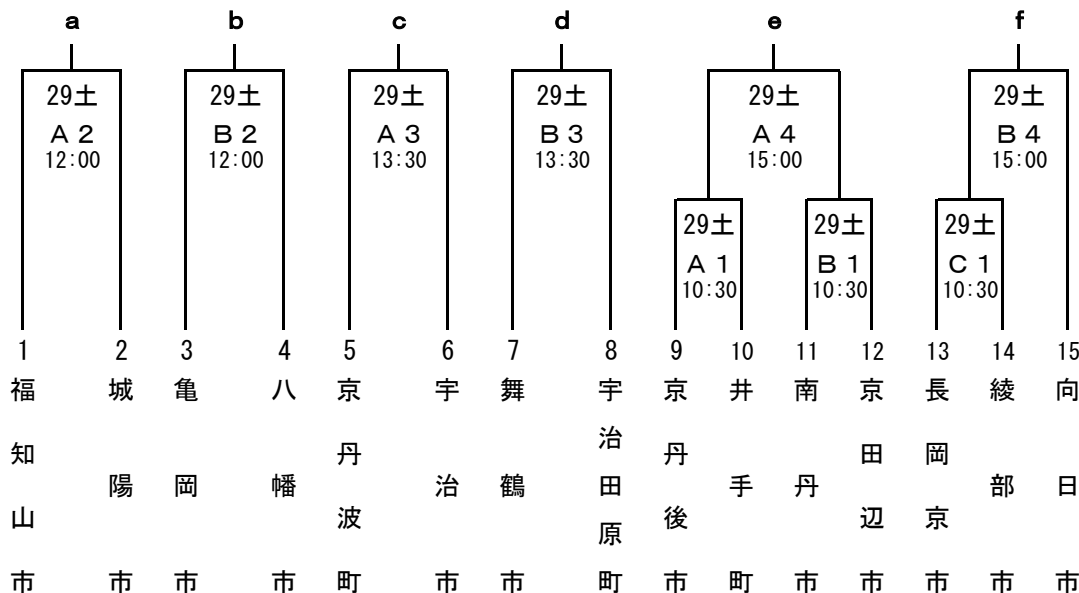 a b c d e f
29土 29土 29土 29土 29土 29土
A 2 B 2 A 3 B 3 A 4 B 4
12:00 12:00 13:30 13:30 15:00 15:00
29土 29土 29土
A 1 B 1 C 1
10:30 10:30 10:30
1 2 3 4 5 6 7 8 9 10 11 12 13 14 15
福知山市
城陽市
亀岡市
八幡市
京丹波町
宇治市
舞鶴市
宇治田原町
京丹後市
井手町
南丹市
京田辺市
長岡京市
綾部市
向日市